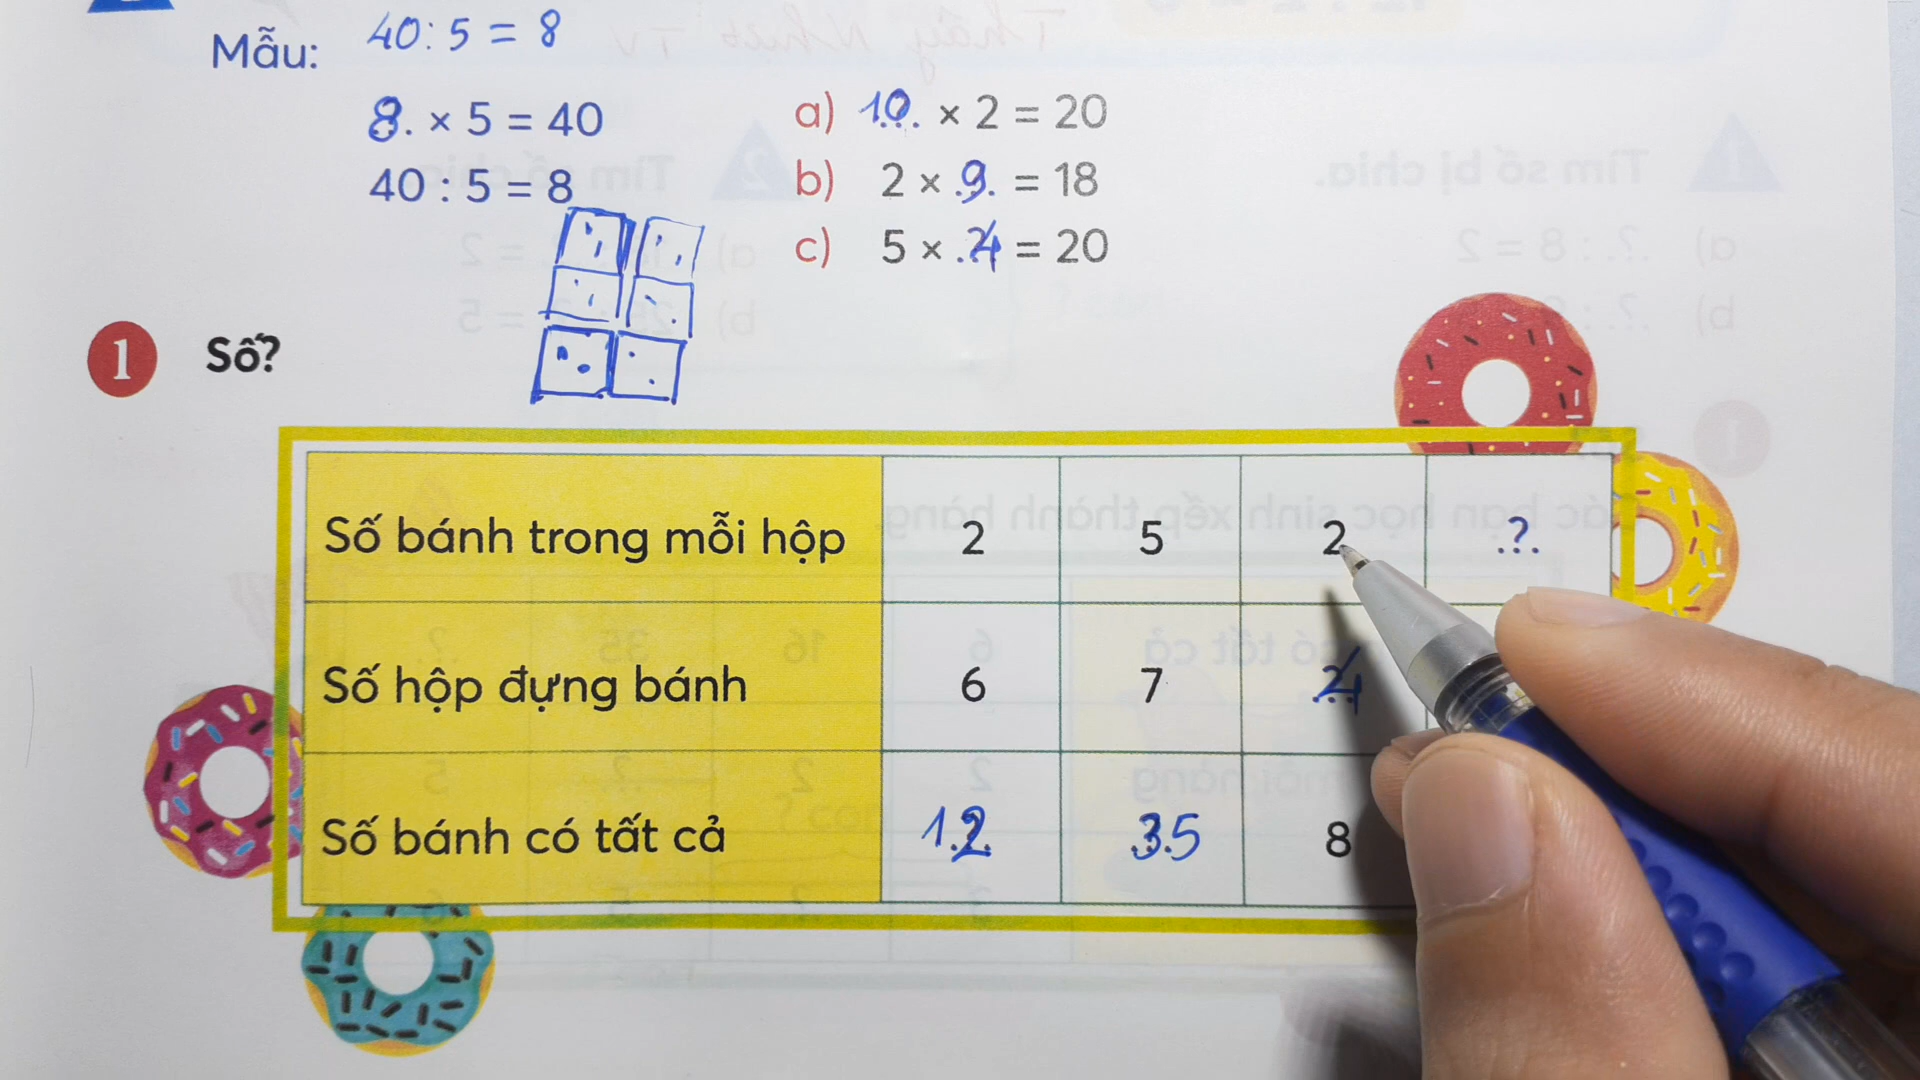 Mẫu: 40 : 5 = 8
8 × 5 = 40
40 : 5 = 8
a) 10 × 2 = 20
b) 2 × 9 = 18
c) 5 × 4 = 20
1 Số?
Số bánh trong mỗi hộp 2 5 2 .?.
Số hộp đựng bánh 6 7 4
Số bánh có tất cả 12 35 8